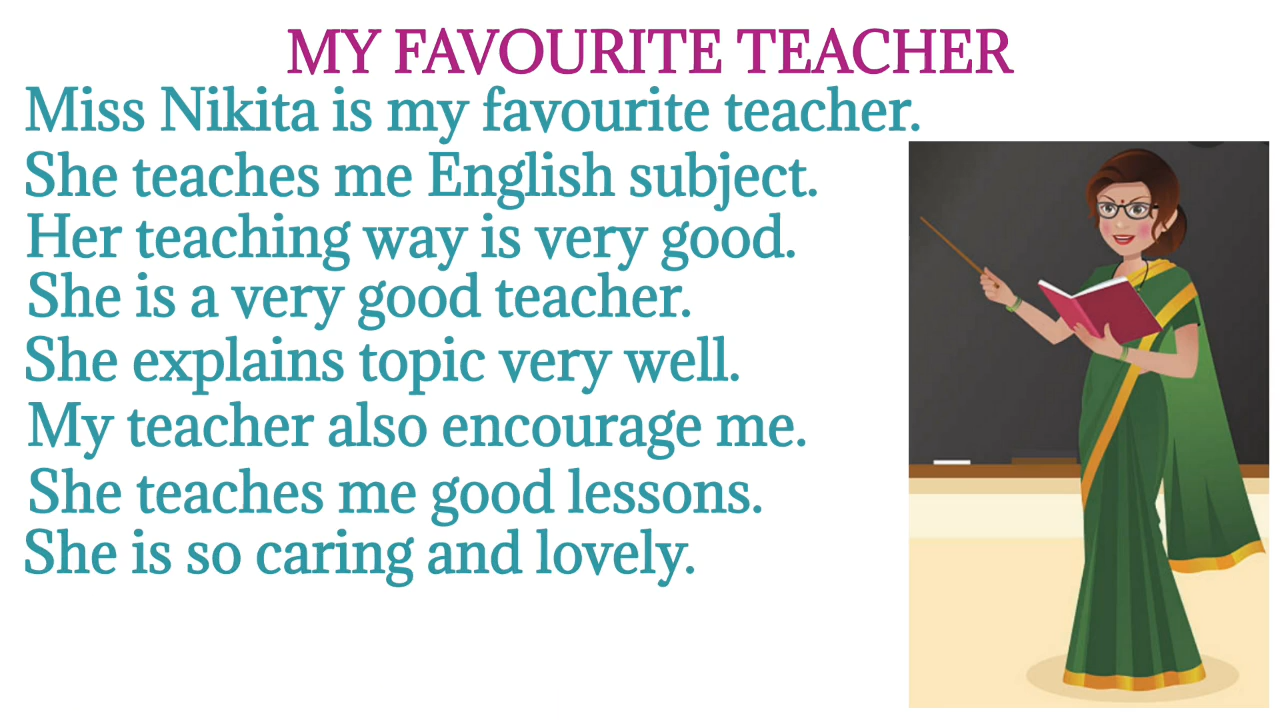 MY FAVOURITE TEACHER
Miss Nikita is my favourite teacher.
She teaches me English subject.
Her teaching way is very good.
She is a very good teacher.
She explains topic very well.
My teacher also encourage me.
She teaches me good lessons.
She is so caring and lovely.